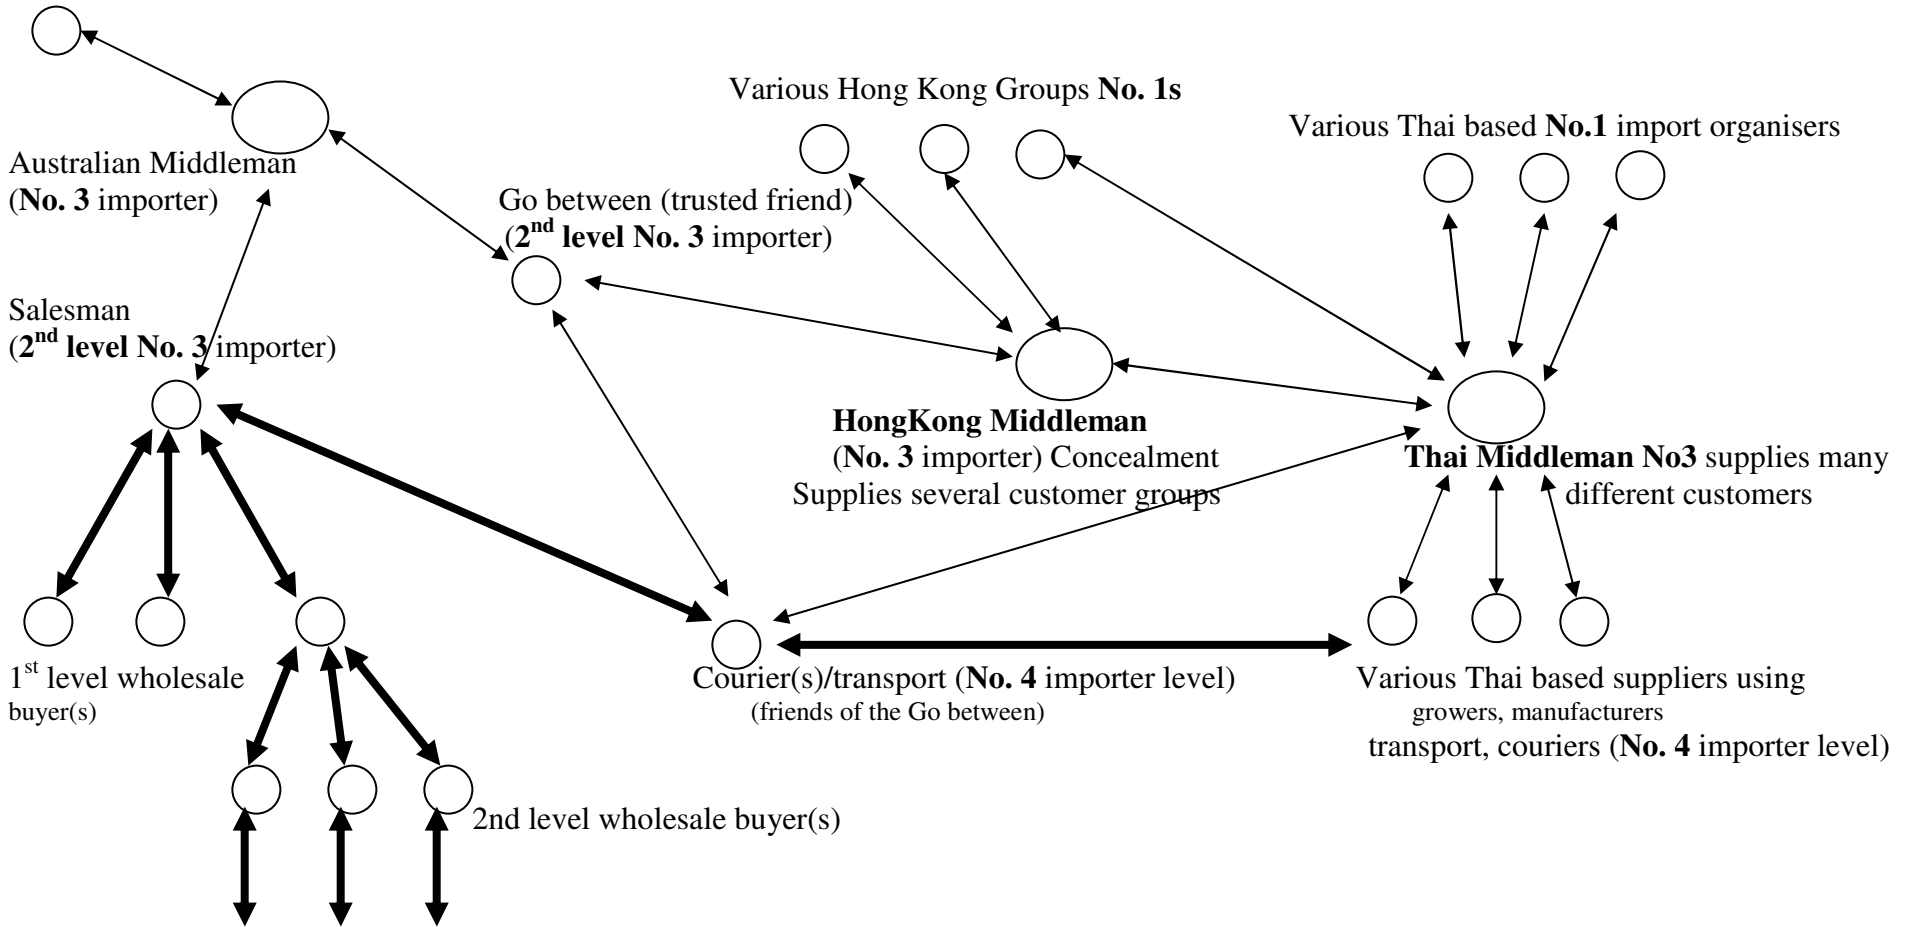 Various Hong Kong Groups No. 1s
Various Thai based No.1 import organisers
Australian Middleman
(No. 3 importer)
Go between (trusted friend)
(2nd level No. 3 importer)
Salesman
(2nd level No. 3 importer)
HongKong Middleman
(No. 3 importer) Concealment
Supplies several customer groups
Thai Middleman No3 supplies many
different customers
1st level wholesale
buyer(s)
Courier(s)/transport (No. 4 importer level)
(friends of the Go between)
Various Thai based suppliers using
growers, manufacturers
transport, couriers (No. 4 importer level)
2nd level wholesale buyer(s)